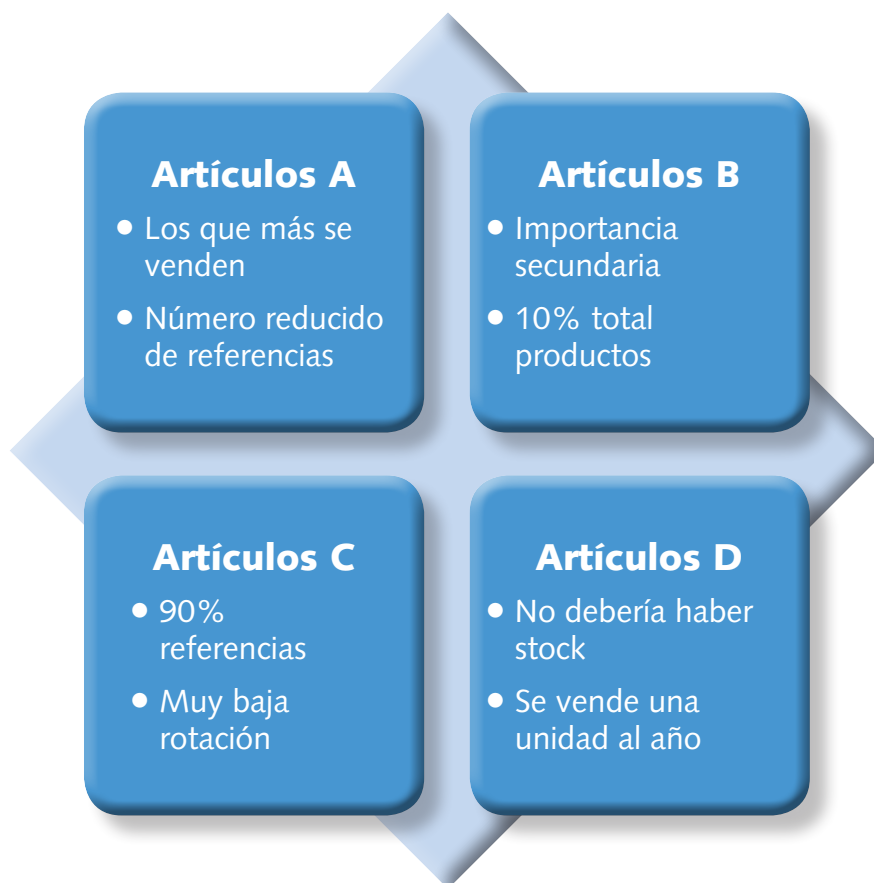 Artículos A
● Los que más se
venden
● Número reducido
de referencias
Artículos B
● Importancia
secundaria
● 10% total
productos
Artículos C
● 90%
referencias
● Muy baja
rotación
Artículos D
● No debería haber
stock
● Se vende una
unidad al año